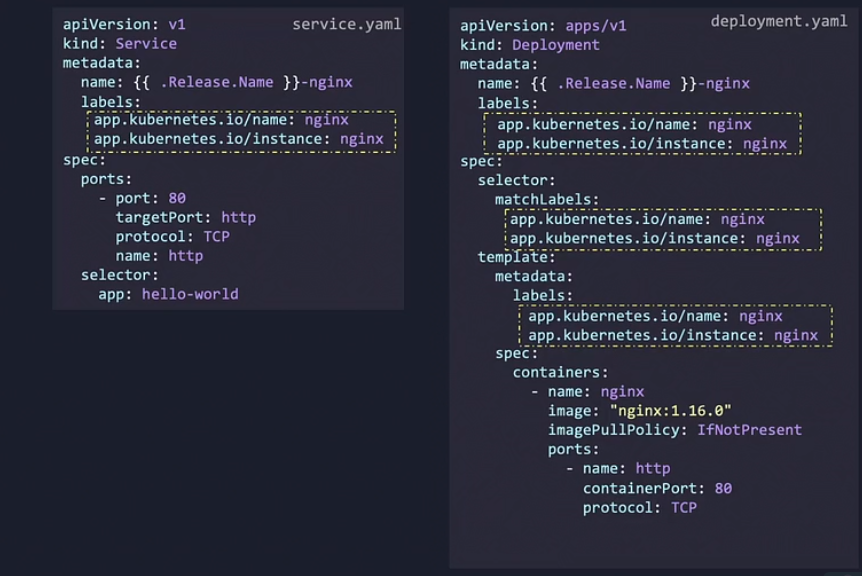 service.yaml
apiVersion: v1
kind: Service
metadata:
  name: {{ .Release.Name }}-nginx
  labels:
    app.kubernetes.io/name: nginx
    app.kubernetes.io/instance: nginx
spec:
  ports:
    - port: 80
      targetPort: http
      protocol: TCP
      name: http
  selector:
    app: hello-world
deployment.yaml
apiVersion: apps/v1
kind: Deployment
metadata:
  name: {{ .Release.Name }}-nginx
  labels:
    app.kubernetes.io/name: nginx
    app.kubernetes.io/instance: nginx
spec:
  selector:
    matchLabels:
      app.kubernetes.io/name: nginx
      app.kubernetes.io/instance: nginx
  template:
    metadata:
      labels:
        app.kubernetes.io/name: nginx
        app.kubernetes.io/instance: nginx
    spec:
      containers:
        - name: nginx
          image: "nginx:1.16.0"
          imagePullPolicy: IfNotPresent
          ports:
            - name: http
              containerPort: 80
              protocol: TCP